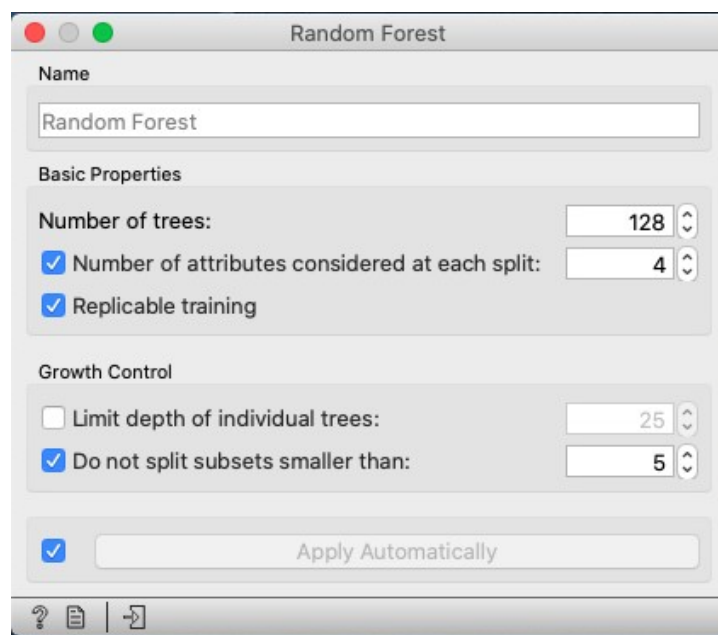 Random Forest
Name
Random Forest
Basic Properties
Number of trees: 128
Number of attributes considered at each split: 4
Replicable training
Growth Control
Limit depth of individual trees: 25
Do not split subsets smaller than: 5
Apply Automatically
?